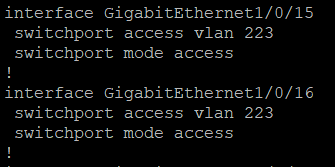 interface GigabitEthernet1/0/15
 switchport access vlan 223
 switchport mode access
!
interface GigabitEthernet1/0/16
 switchport access vlan 223
 switchport mode access
!